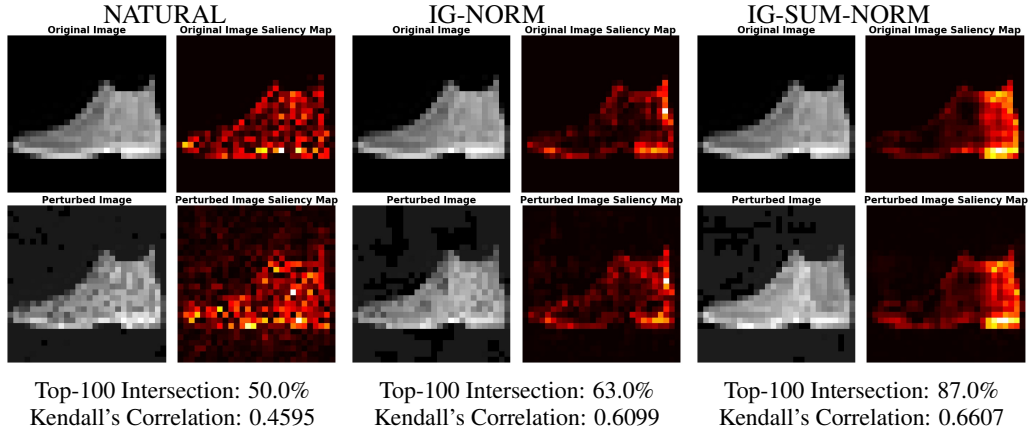 NATURAL
IG-NORM
IG-SUM-NORM
Original Image
Original Image Saliency Map
Original Image
Original Image Saliency Map
Original Image
Original Image Saliency Map
Perturbed Image
Perturbed Image Saliency Map
Perturbed Image
Perturbed Image Saliency Map
Perturbed Image
Perturbed Image Saliency Map
Top-100 Intersection: 50.0%
Kendall's Correlation: 0.4595
Top-100 Intersection: 63.0%
Kendall's Correlation: 0.6099
Top-100 Intersection: 87.0%
Kendall's Correlation: 0.6607